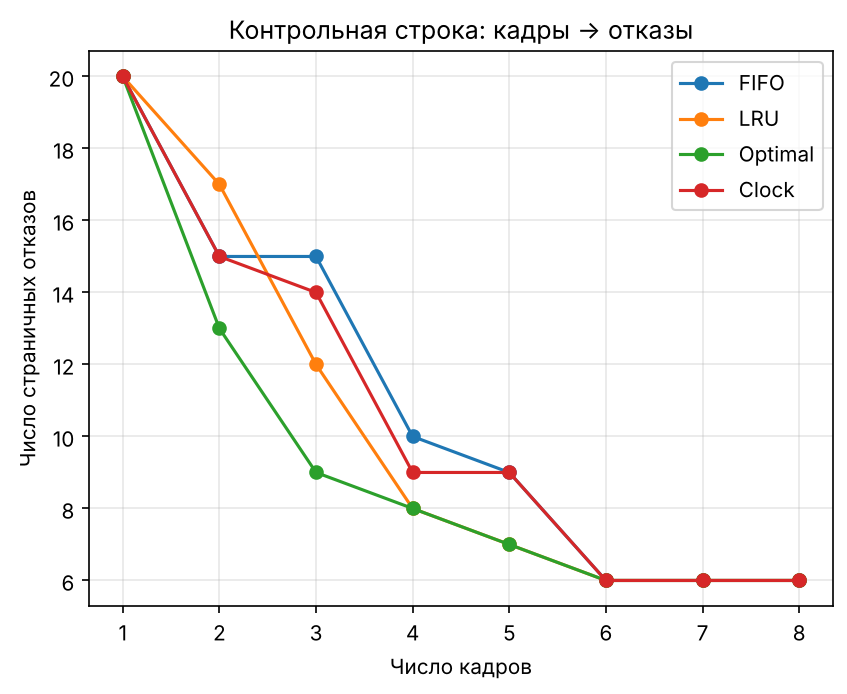 Контрольная строка: кадры → отказы
FIFO
LRU
Optimal
Clock
Число страничных отказов
20
18
16
14
12
10
8
6
1 2 3 4 5 6 7 8
Число кадров